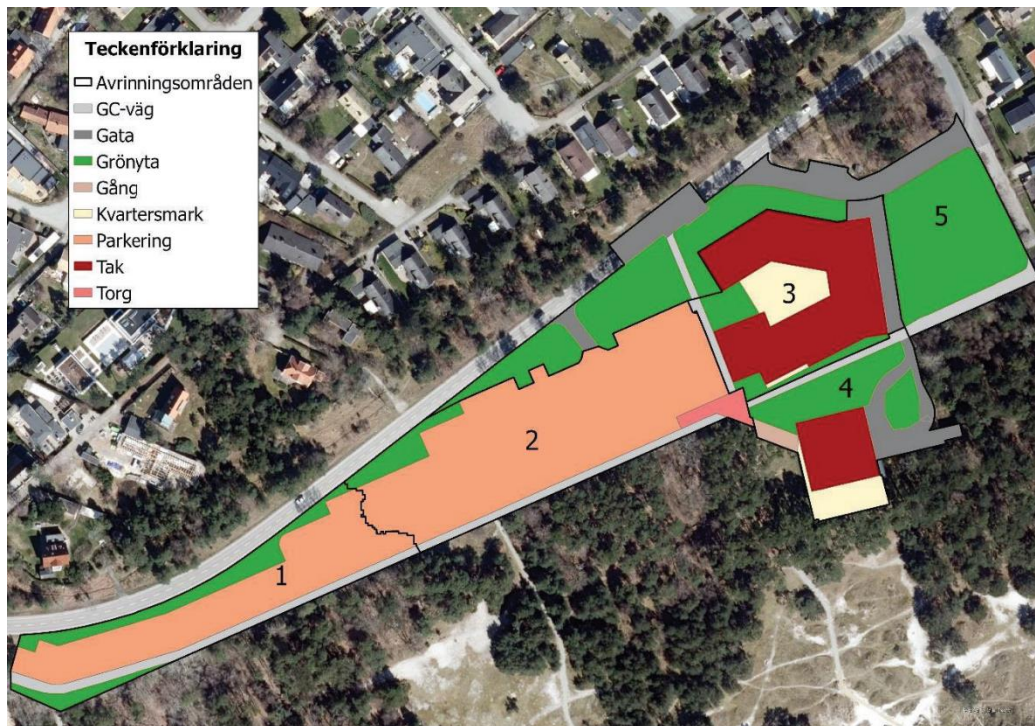 Teckenförklaring
Avrinningsområden
GC-väg
Gata
Grönyta
Gång
Kvartersmark
Parkering
Tak
Torg
5
3
4
2
1